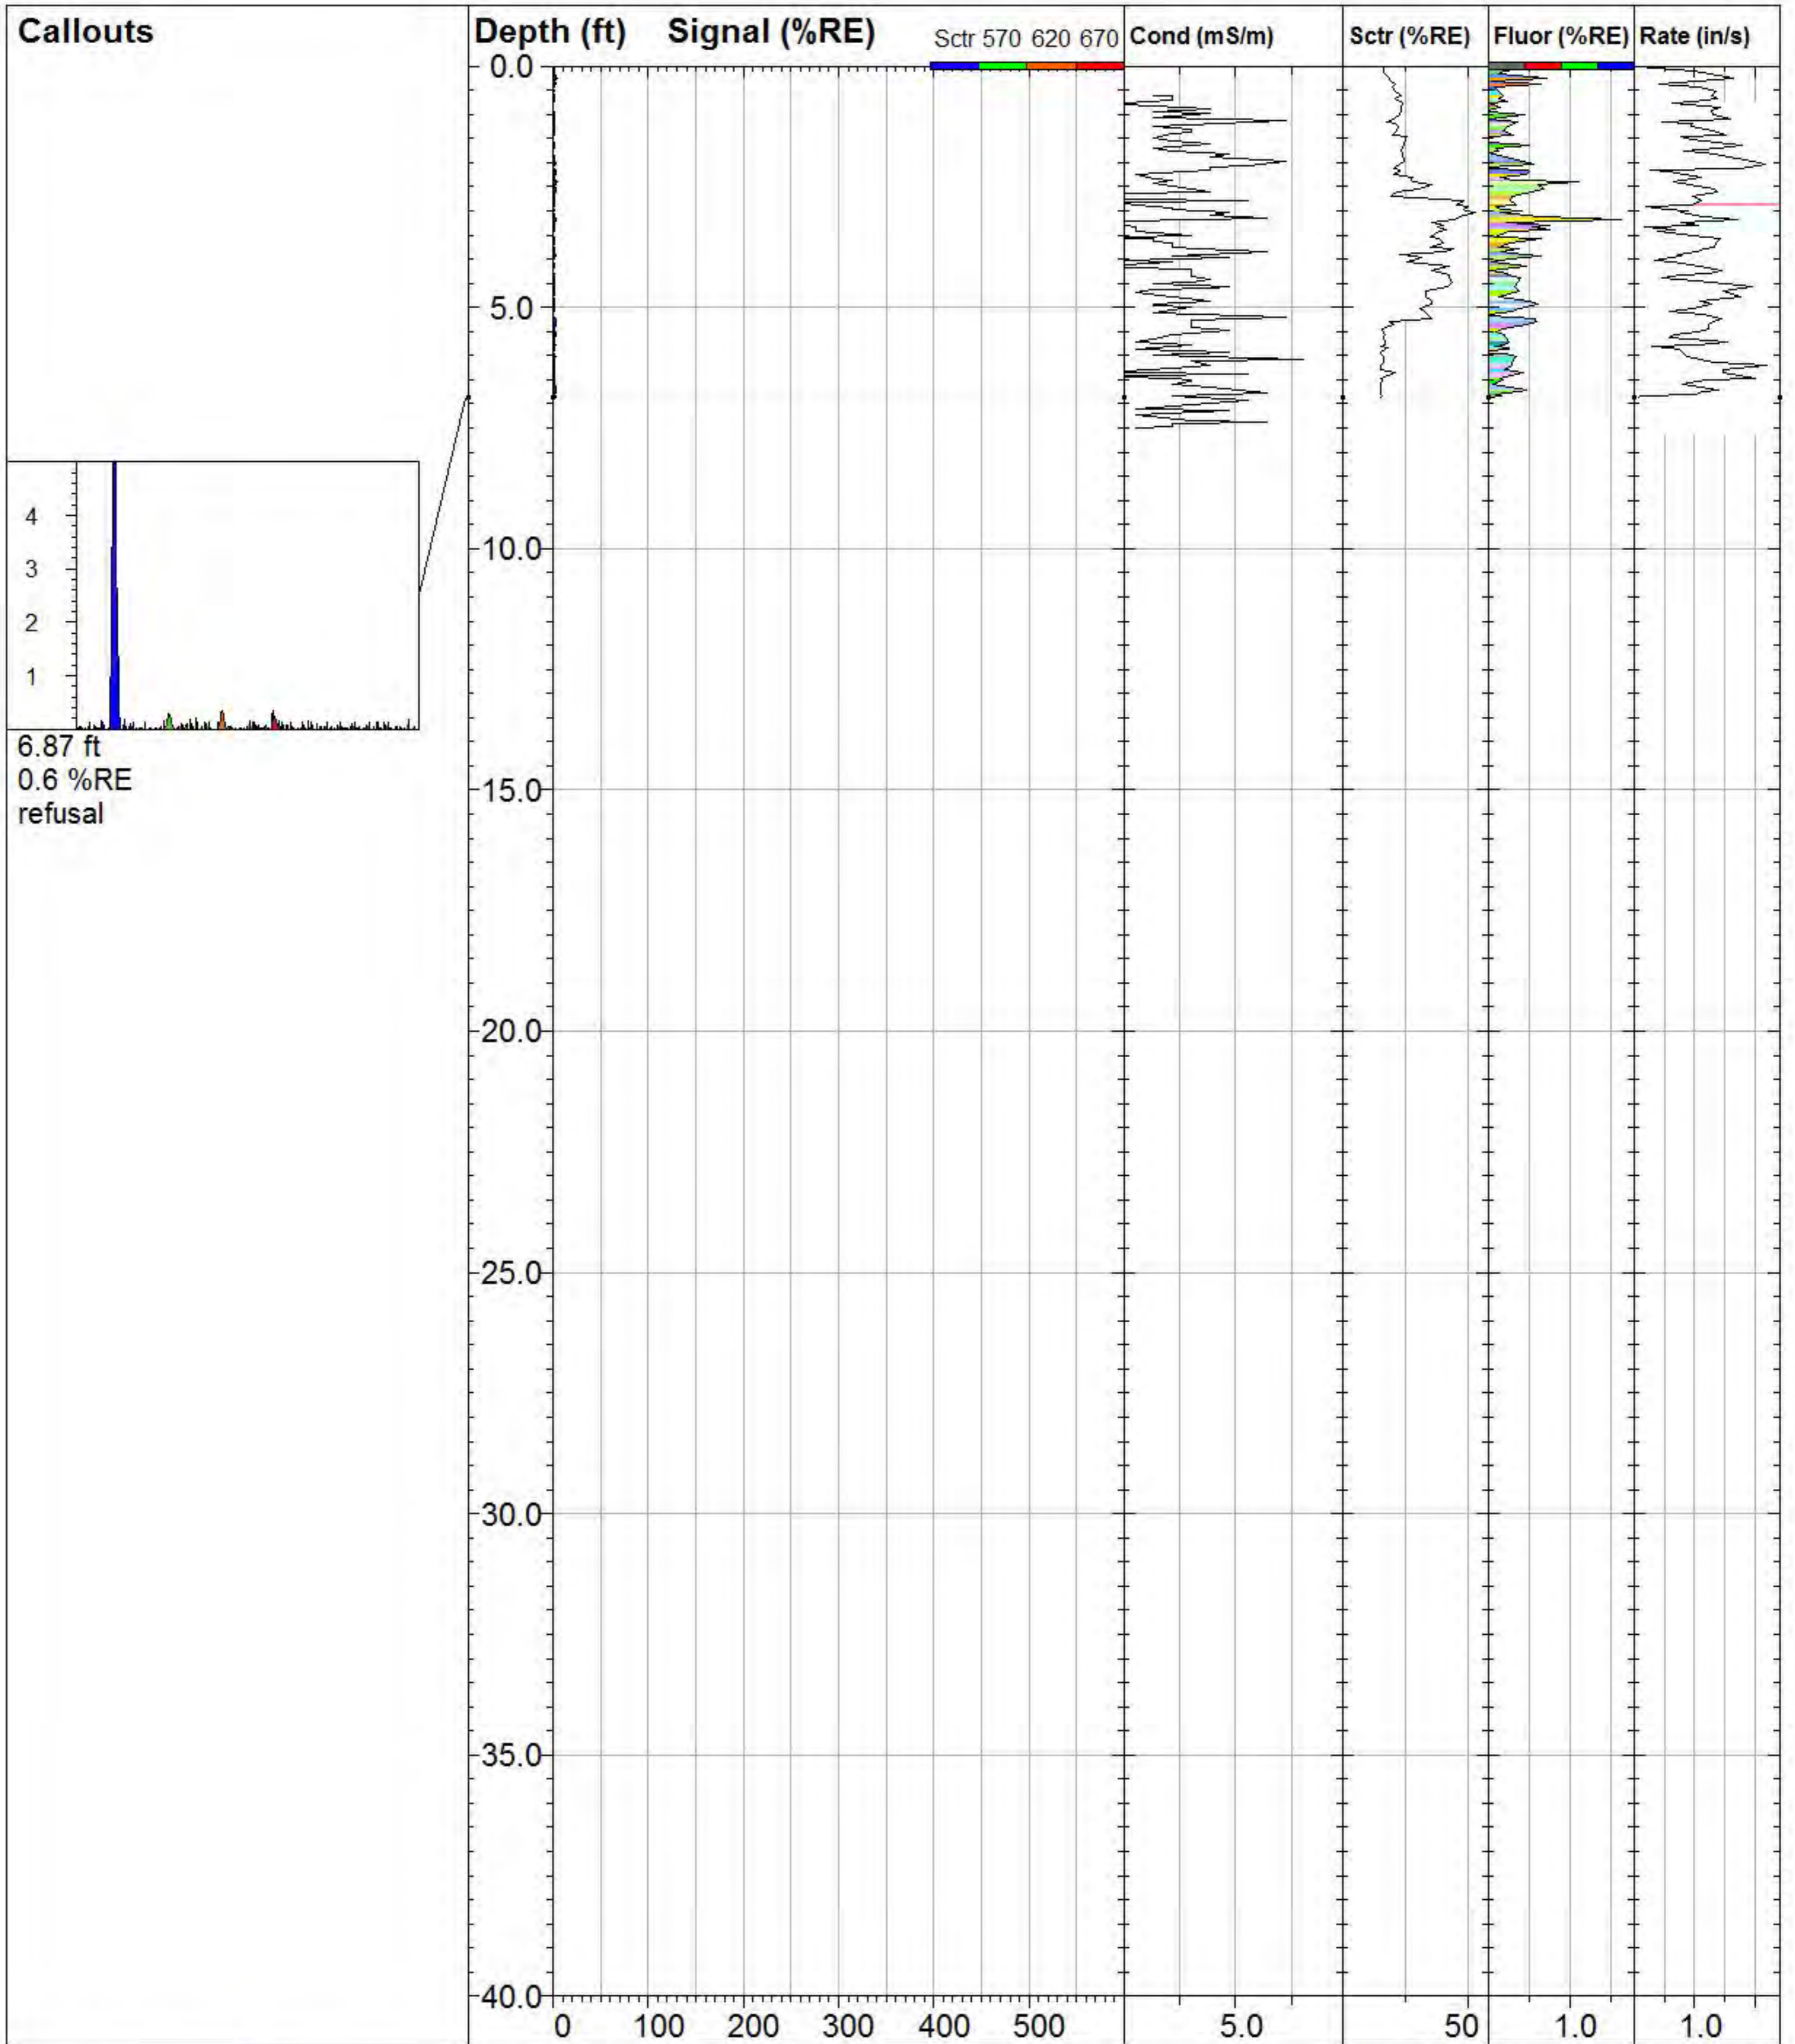 Callouts
Depth (ft) Signal (%RE) Sctr 570 620 670 Cond (mS/m) Sctr (%RE) Fluor (%RE) Rate (in/s)
0.0
5.0
10.0
4
3
2
1
6.87 ft
0.6 %RE
refusal
15.0
20.0
25.0
30.0
35.0
40.0
0 100 200 300 400 500 5.0 50 1.0 1.0